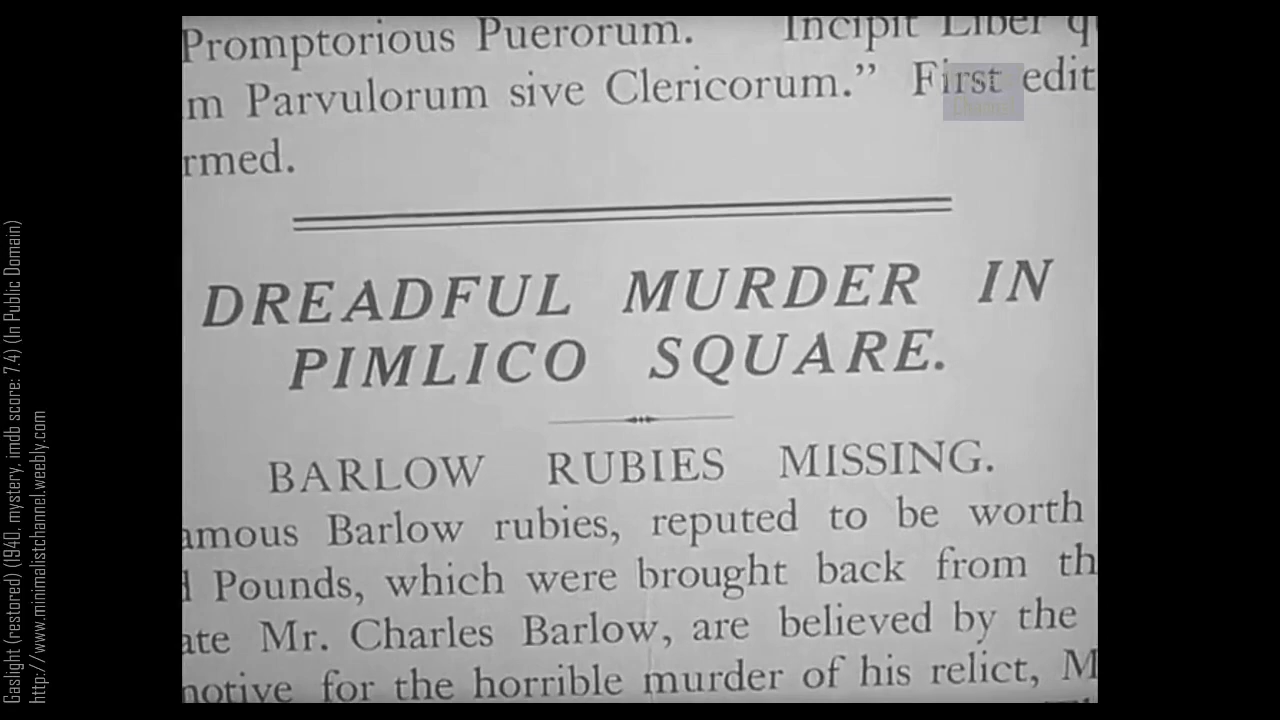 Promptorious Puerorum. Incipit Liber q
m Parvulorum sive Clericorum.” First edit
rmed.
DREADFUL MURDER IN
PIMLICO SQUARE.
BARLOW RUBIES MISSING.
amous Barlow rubies, reputed to be worth
d Pounds, which were brought back from th
ate Mr. Charles Barlow, are believed by the
notive for the horrible murder of his relict, M
Channel
Gaslight (restored) (1940, mystery, imdb score: 7.4) (In Public Domain)
http://www.minimalistchannel.weebly.com